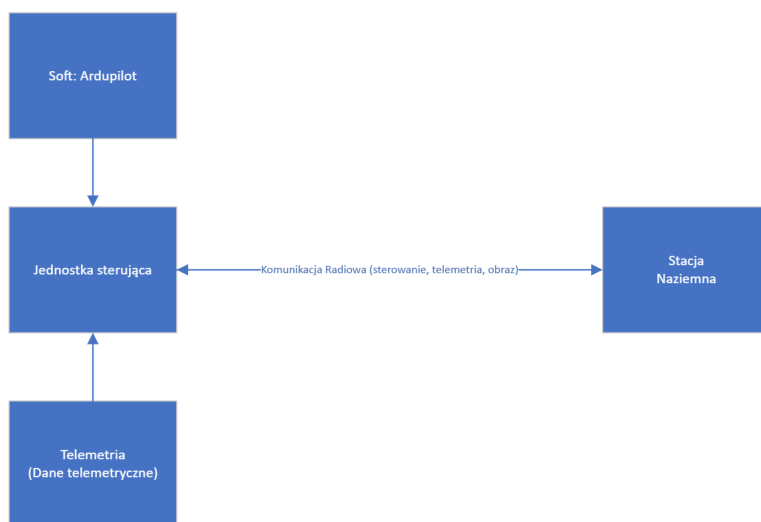 Soft: Ardupilot
Jednostka sterująca
Komunikacja Radiowa (sterowanie, telemetria, obraz)
Stacja
Naziemna
Telemetria
(Dane telemetryczne)